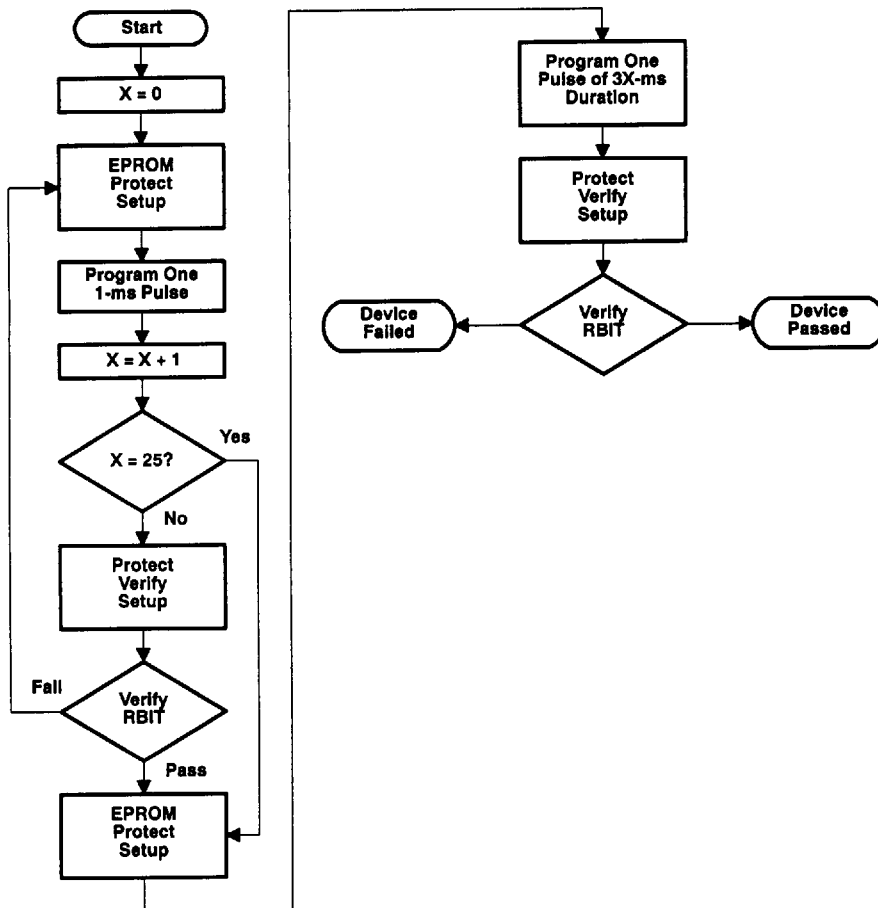 Start
X = 0
EPROM
Protect
Setup
Program One
1-ms Pulse
X = X + 1
X = 25?
Yes
No
Protect
Verify
Setup
Verify
RBIT
Fail
Pass
EPROM
Protect
Setup
Program One
Pulse of 3X-ms
Duration
Protect
Verify
Setup
Verify
RBIT
Device
Failed
Device
Passed